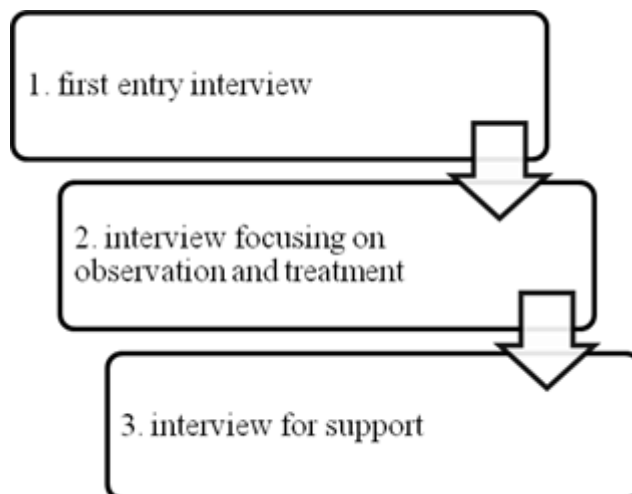 1. first entry interview
2. interview focusing on
observation and treatment
3. interview for support